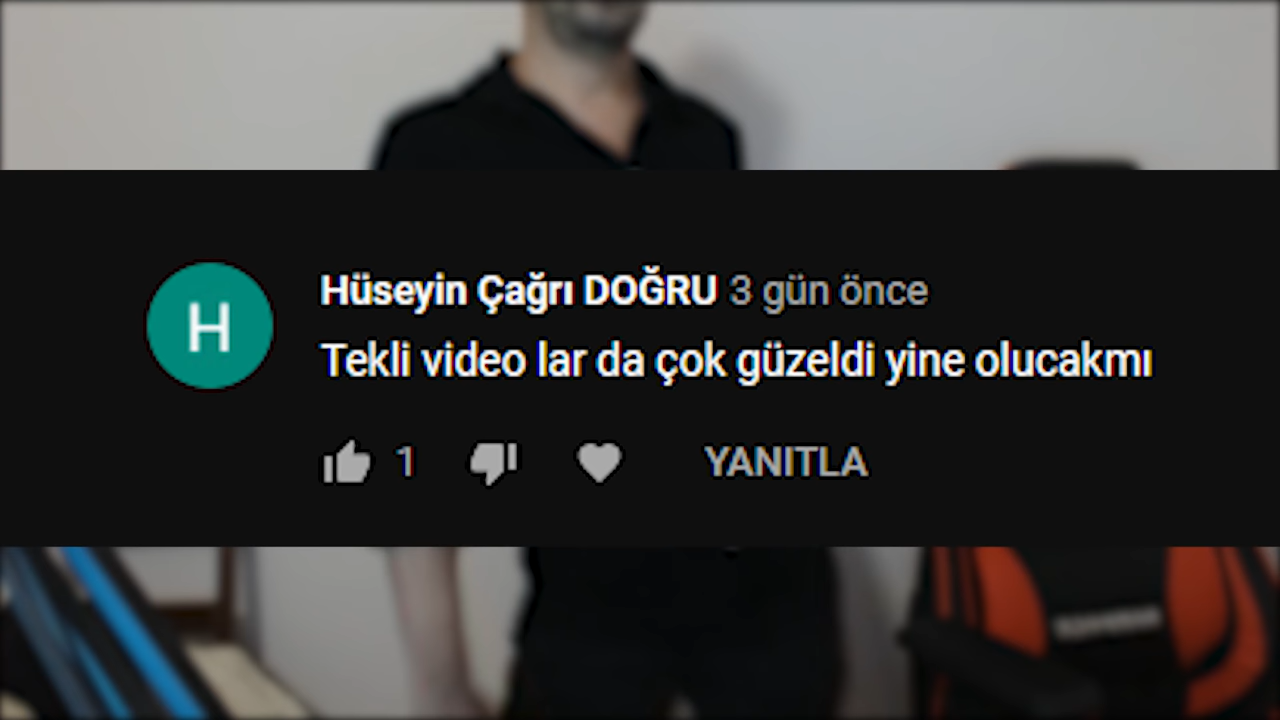 H
Hüseyin Çağrı DOĞRU 3 gün önce
Tekli video lar da çok güzeldi yine olucakmı
1
YANITLA